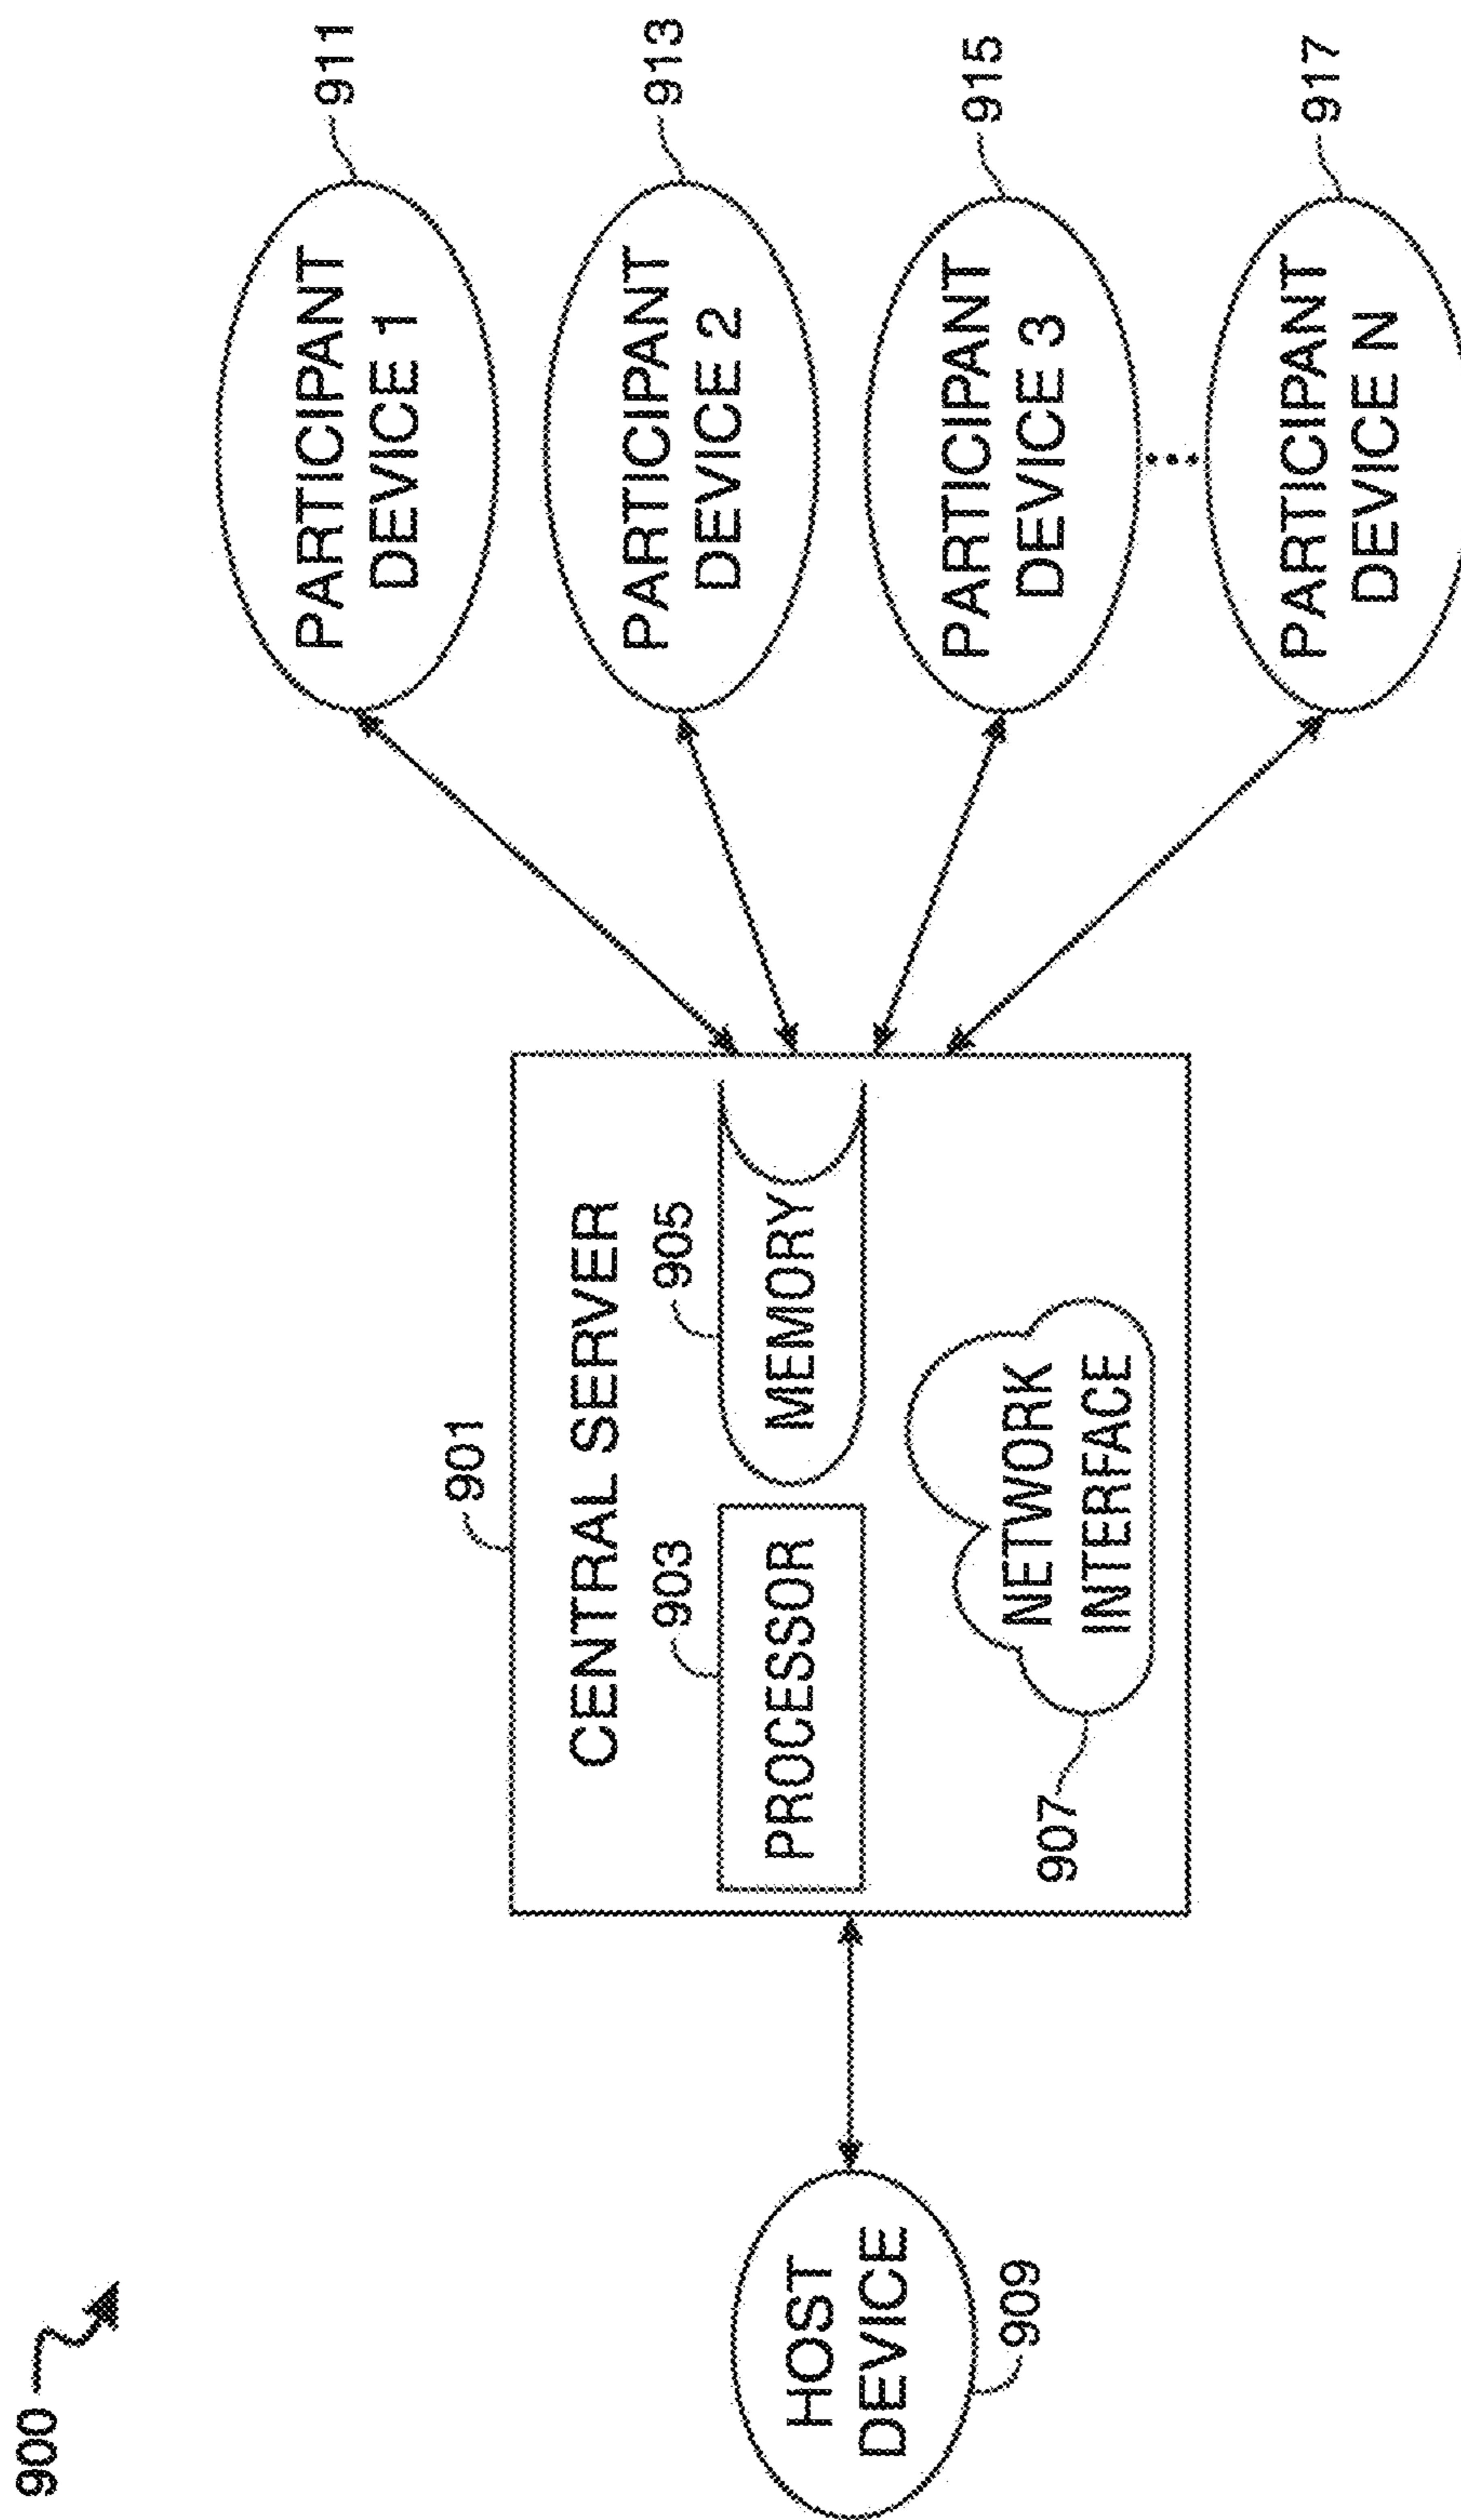 900
HOST
DEVICE
909
901
CENTRAL SERVER
903
PROCESSOR
905
MEMORY
NETWORK
INTERFACE
907
PARTICIPANT
DEVICE 1
911
PARTICIPANT
DEVICE 2
913
PARTICIPANT
DEVICE 3
915
PARTICIPANT
DEVICE N
917